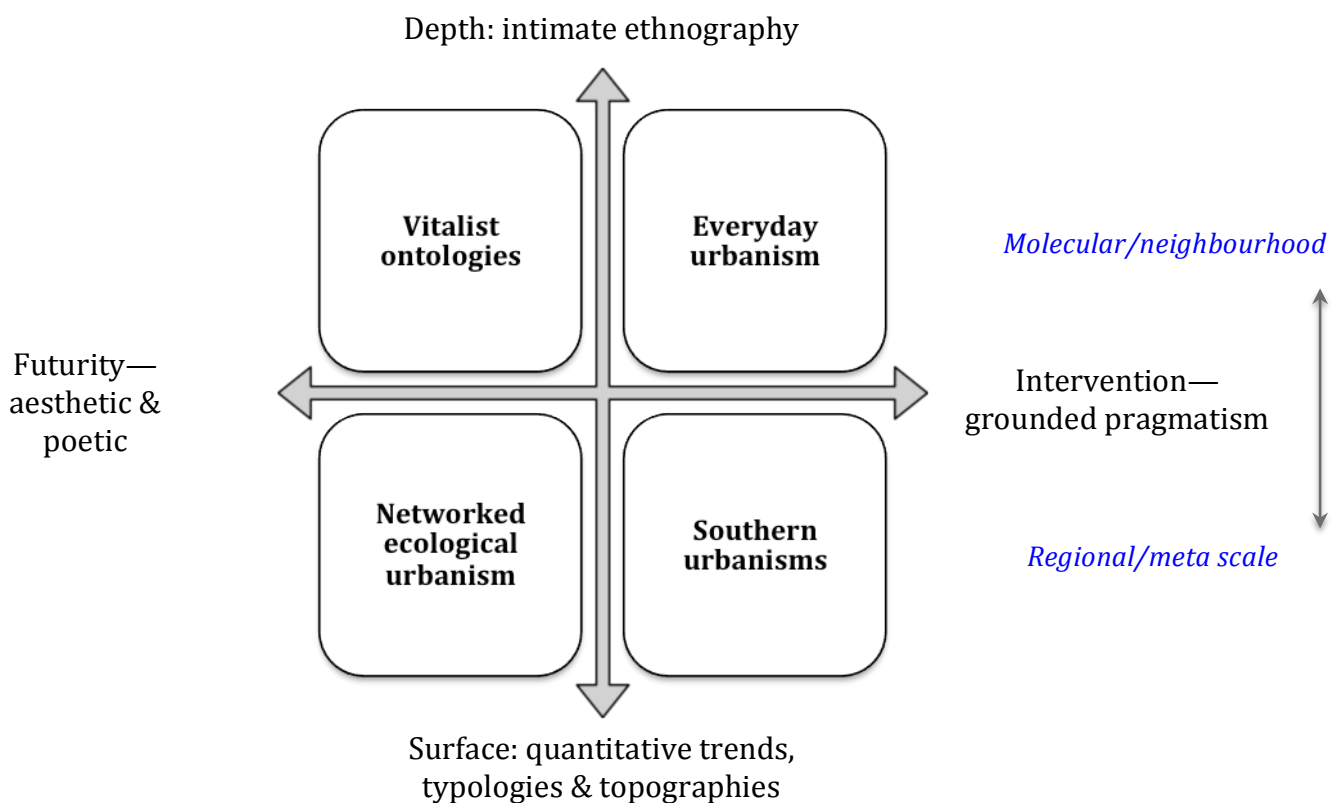 Depth: intimate ethnography
Vitalist
ontologies
Everyday
urbanism
Molecular/neighbourhood
Futurity—
aesthetic &
poetic
Intervention—
grounded pragmatism
Networked
ecological
urbanism
Southern
urbanisms
Regional/meta scale
Surface: quantitative trends,
typologies & topographies